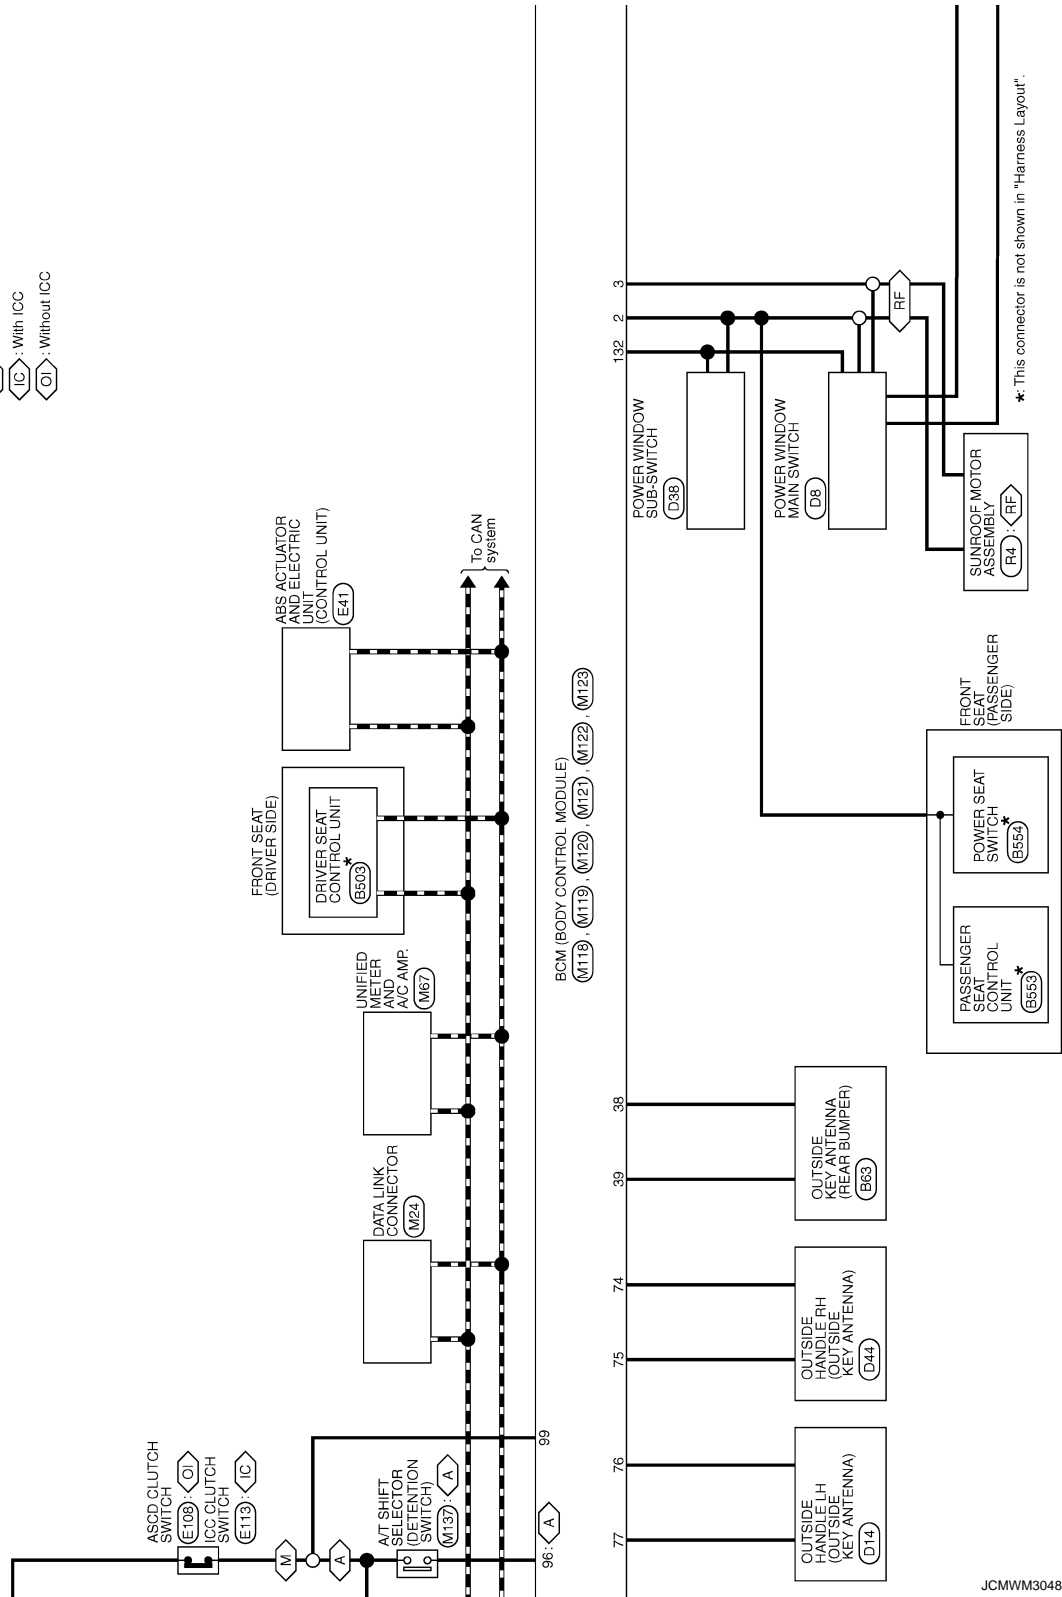 IC : With ICC
OI : Without ICC
ASCD CLUTCH
SWITCH
E108 : OI
ICC CLUTCH
SWITCH
E113 : IC
M
A
A/T SHIFT
SELECTOR
(DETENTION
SWITCH)
M137 : A
96 : A
99
DATA LINK
CONNECTOR
M24
UNIFIED
METER
AND
A/C AMP.
M67
FRONT SEAT
(DRIVER SIDE)
DRIVER SEAT
CONTROL UNIT
*
B503
ABS ACTUATOR
AND ELECTRIC
UNIT
(CONTROL UNIT)
E41
To CAN
system
BCM (BODY CONTROL MODULE)
M118 , M119 , M120 , M121 , M122 , M123
77
76
75
74
39
38
132
2
3
OUTSIDE
HANDLE LH
(OUTSIDE
KEY ANTENNA)
D14
OUTSIDE
HANDLE RH
(OUTSIDE
KEY ANTENNA)
D44
OUTSIDE
KEY ANTENNA
(REAR BUMPER)
B63
POWER WINDOW
SUB-SWITCH
D38
POWER WINDOW
MAIN SWITCH
D8
RF
FRONT
SEAT
(PASSENGER
SIDE)
PASSENGER
SEAT
CONTROL
UNIT
*
B553
POWER SEAT
SWITCH
*
B554
SUNROOF MOTOR
ASSEMBLY
R4 : RF
*: This connector is not shown in "Harness Layout".
JCMWM3048